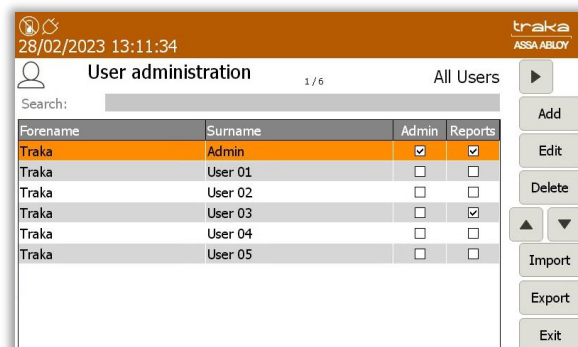 28/02/2023 13:11:34
traka
ASSA ABLOY
User administration 1/6 All Users
Search:
Forename Surname Admin Reports
Traka Admin
Traka User 01
Traka User 02
Traka User 03
Traka User 04
Traka User 05
Add
Edit
Delete
Import
Export
Exit